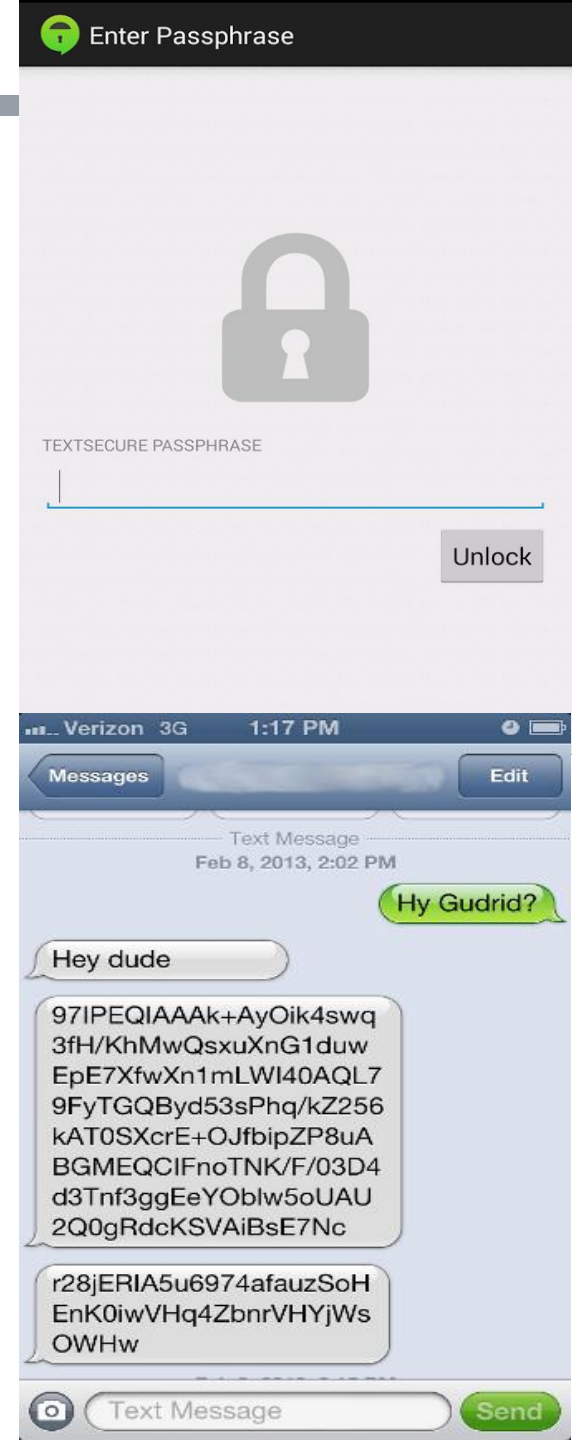 Enter Passphrase
TEXTSECURE PASSPHRASE
Unlock
Verizon 3G 1:17 PM
Messages
Edit
Text Message
Feb 8, 2013, 2:02 PM
Hy Gudrid?
Hey dude
97IPEQIAAAk+AyOik4swq
3fH/KhMwQsxuXnG1duw
EpE7XfwXn1mLWI40AQL7
9FyTGQByd53sPhq/kZ256
kAT0SXcrE+OJfbipZP8uA
BGMEQCIFnoTNK/F/03D4
d3Tnf3ggEeYOblw5oUAU
2Q0gRdcKSVAiBsE7Nc
r28jERIA5u6974afauzSoH
EnK0iwVHq4ZbnrVHYjWs
OWHw
Text Message
Send